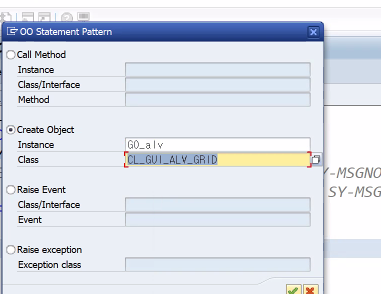 OO Statement Pattern
Call Method
Instance
Class/Interface
Method
Create Object
Instance GO_alv
Class CL_GUI_ALV_GRID
Y-MSGNO
SY-MSG
Raise Event
Class/Interface
Event
Raise exception
Exception class